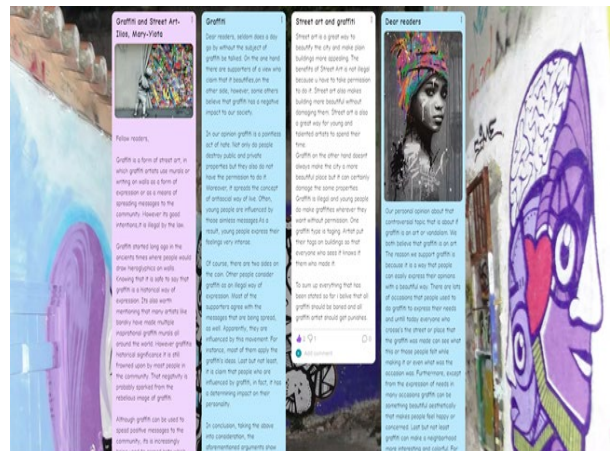 Graffiti and Street Art-
Ilias, Mary-Yiota
Fellow readers,
Graffiti is a form of street art, in
which graffiti artists use murals or
writing on walls as a form of
expression or as a means of
spreading messages to the
community. However its good
intentions,it is illegal by the law.
Graffiti started long ago in the
ancients times where people would
draw hieroglyphics on walls.
Knowing that it is safe to say that
graffiti is a historical way of
expression. Its also worth
mentioning that many artists like
banksy have made multiple
inspirational graffiti murals all
around the world. However graffitis
historical significance it is still
frowned upon by most people in
the community. That negativity is
probably sparked from the
rebelious image of graffiti.
Although graffiti can be used to
spead positive messages to the
community, its is increasingly
Graffiti
Dear readers, seldom does a day
go by without the subject of
graffiti be talked. On the one hand
there are supporters of a view who
claim that it beautifies on the
other side, however, some others
believe that graffiti has a negative
impact to our society.
In our opinion graffiti is a pointless
act of hate. Not only do people
destroy public and private
properties but they also do not
have the permission to do it.
Moreover, it spreads the concept
of antisocial way of live. Often,
young people are influenced by
those aimless messages.As a
result, young people express their
feelings very intense.
Of course, there are two sides on
the coin. Other people consider
graffiti as an illegal way of
expression. Most of the
supporters agree with the
messages that are being spread,
as well. Apparently, they are
influenced by this movement. For
instance, most of them apply the
graffiti's ideas. Last but not least,
it is claim that people who are
influenced by graffiti, in fact, it has
a determining impact on their
personality.
In conclusion, taking the above
into consideration, the
aforementioned arguments show
Street art and graffiti
Street art is a great way to
beautify the city and make plain
buildings more appealing. The
benefits of Street Art is not illegal
because u have to take permission
to do it. Street art also makes
building more beautiful without
damaging them. Street art is also
a great way for young and
talented artists to spend their
time.
Graffiti on the other hand doesnt
always make the city a more
beautiful place but it can certainly
damage the same properties.
Graffiti is illegal and young people
do make graffities wherever they
want without permission. One
graffiti type is taging. Artist put
their tags on buildings so that
everyone who sees it knows it
them who made it.
To sum up everything that has
been stated so far i belive that all
graffiti should be banned and all
graffiti artist should get punishes.
Add comment
Dear readers
Our personal opinion about that
controversial topic that is about if
graffiti is an art or vandalism. We
both believe that graffiti is an art.
The reason we support graffiti is
because it is a way that people
can easily express their opinions
with a beautiful way. There are lots
of occasions that people used to
do graffiti to express their needs
and until today everyone who
cross's the street or place that
the graffiti was made can see what
this or these people felt while
making it or even what was the
occasion way. Furthermore, except
from the expression of needs in
many occasions graffiti can be
something beautiful aesthetically
that makes people feel happy or
concerned. Last but not least
graffiti can make a neighborhood
more interesting and colorful. For